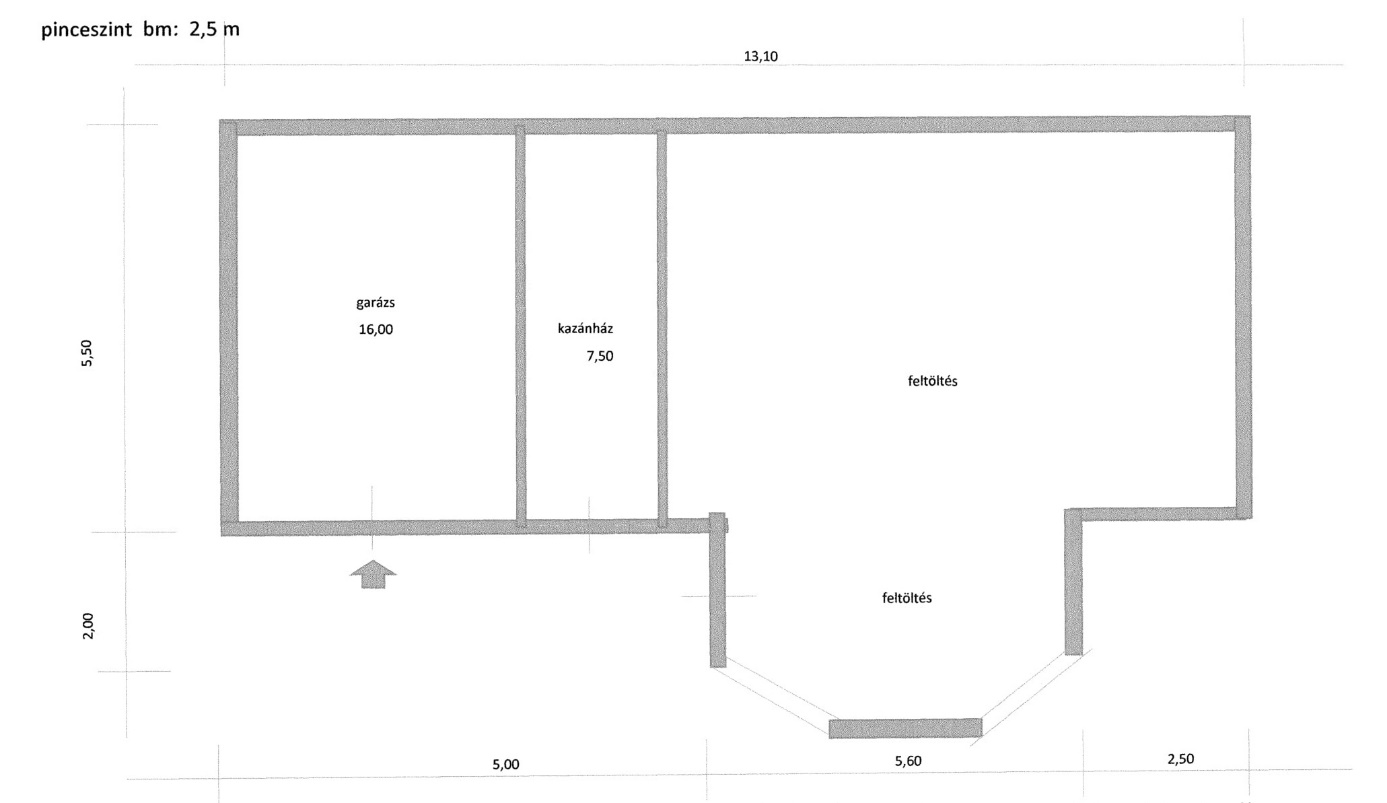 pinceszint bm: 2,5 m
13,10
garázs
16,00
kazánház
7,50
5,50
feltöltés
feltöltés
2,00
5,00
5,60
2,50